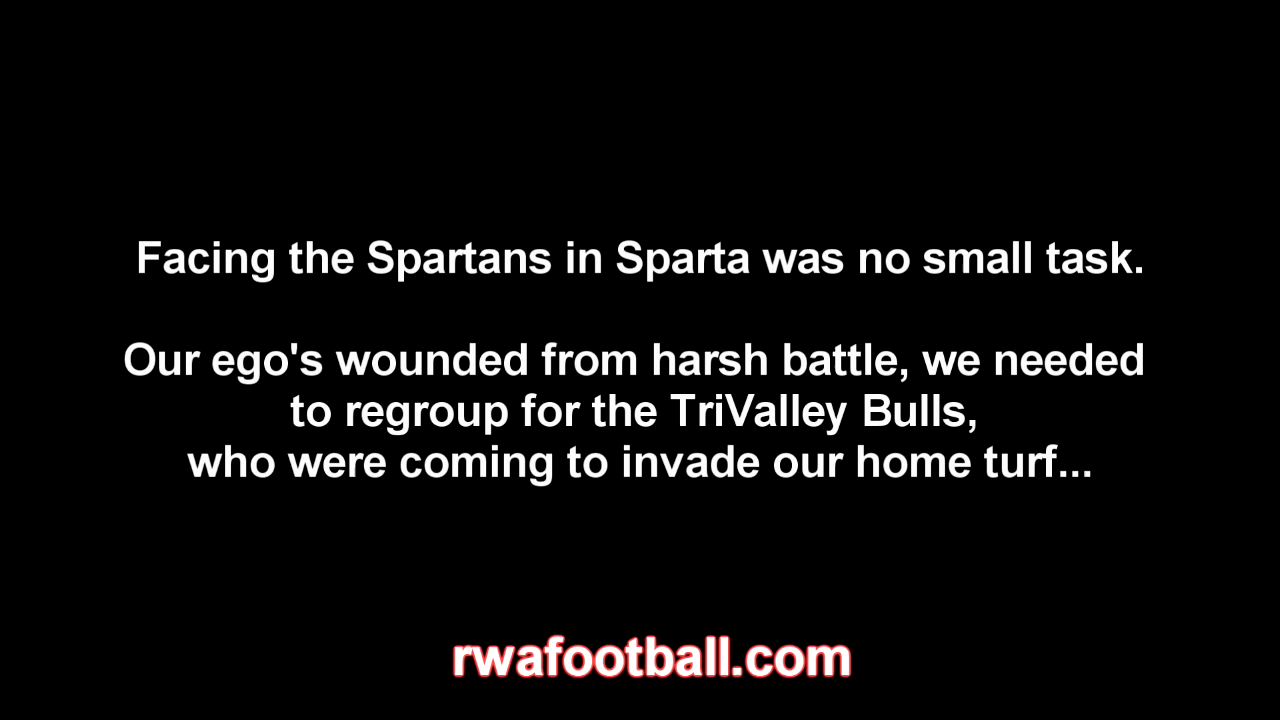 Facing the Spartans in Sparta was no small task.
Our ego's wounded from harsh battle, we needed
to regroup for the TriValley Bulls,
who were coming to invade our home turf...
rwafootball.com